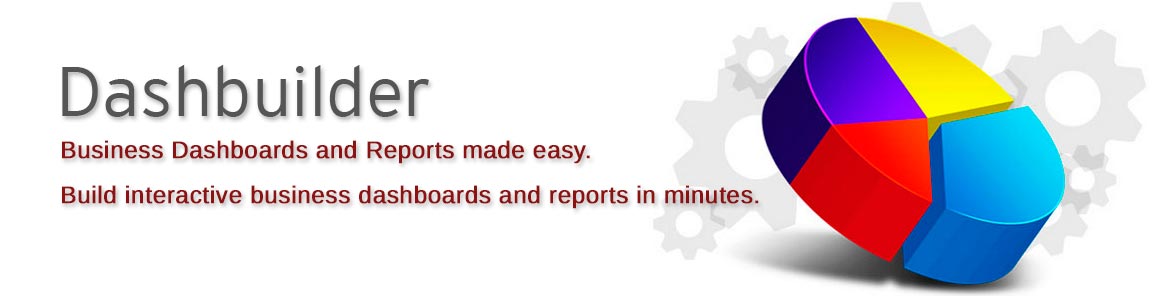 Dashbuilder
Business Dashboards and Reports made easy.
Build interactive business dashboards and reports in minutes.